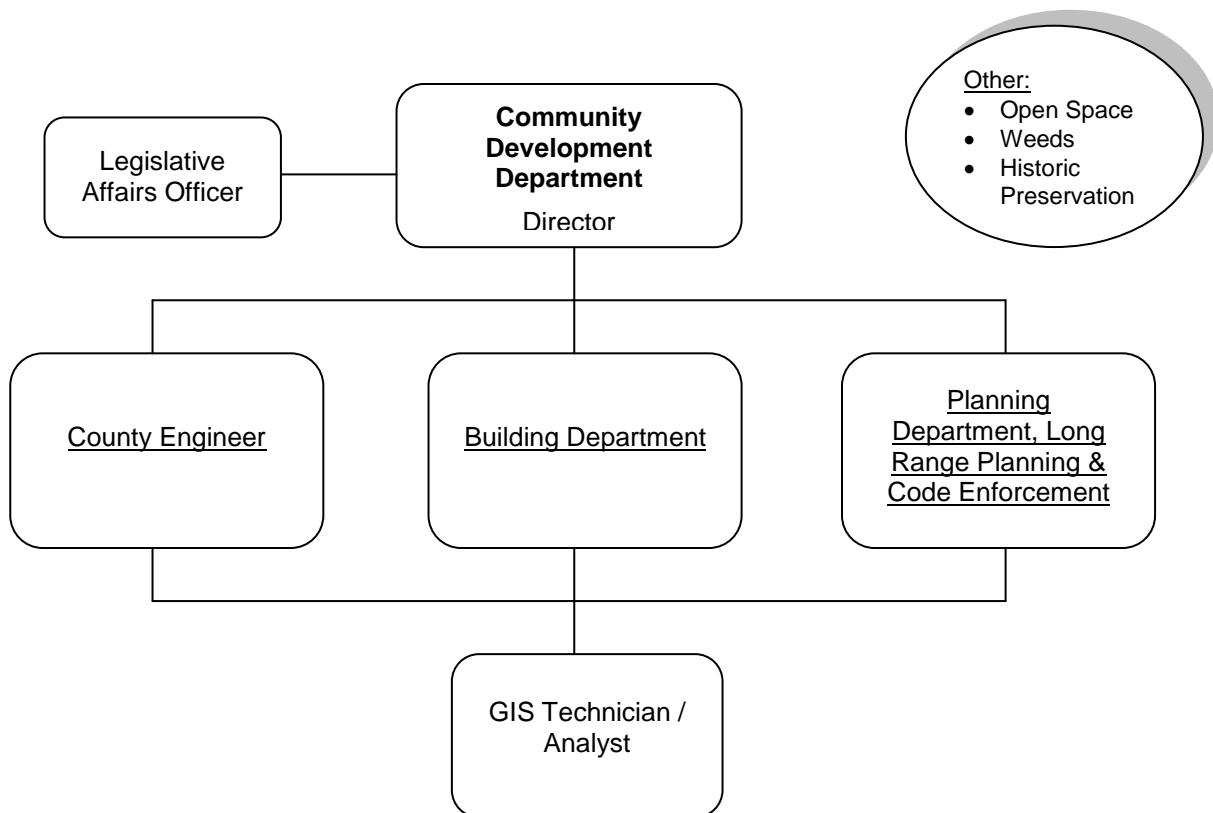 Community
Development
Department
Director
Legislative
Affairs Officer
Other:
• Open Space
• Weeds
• Historic
Preservation
County Engineer
Building Department
Planning
Department, Long
Range Planning &
Code Enforcement
GIS Technician /
Analyst